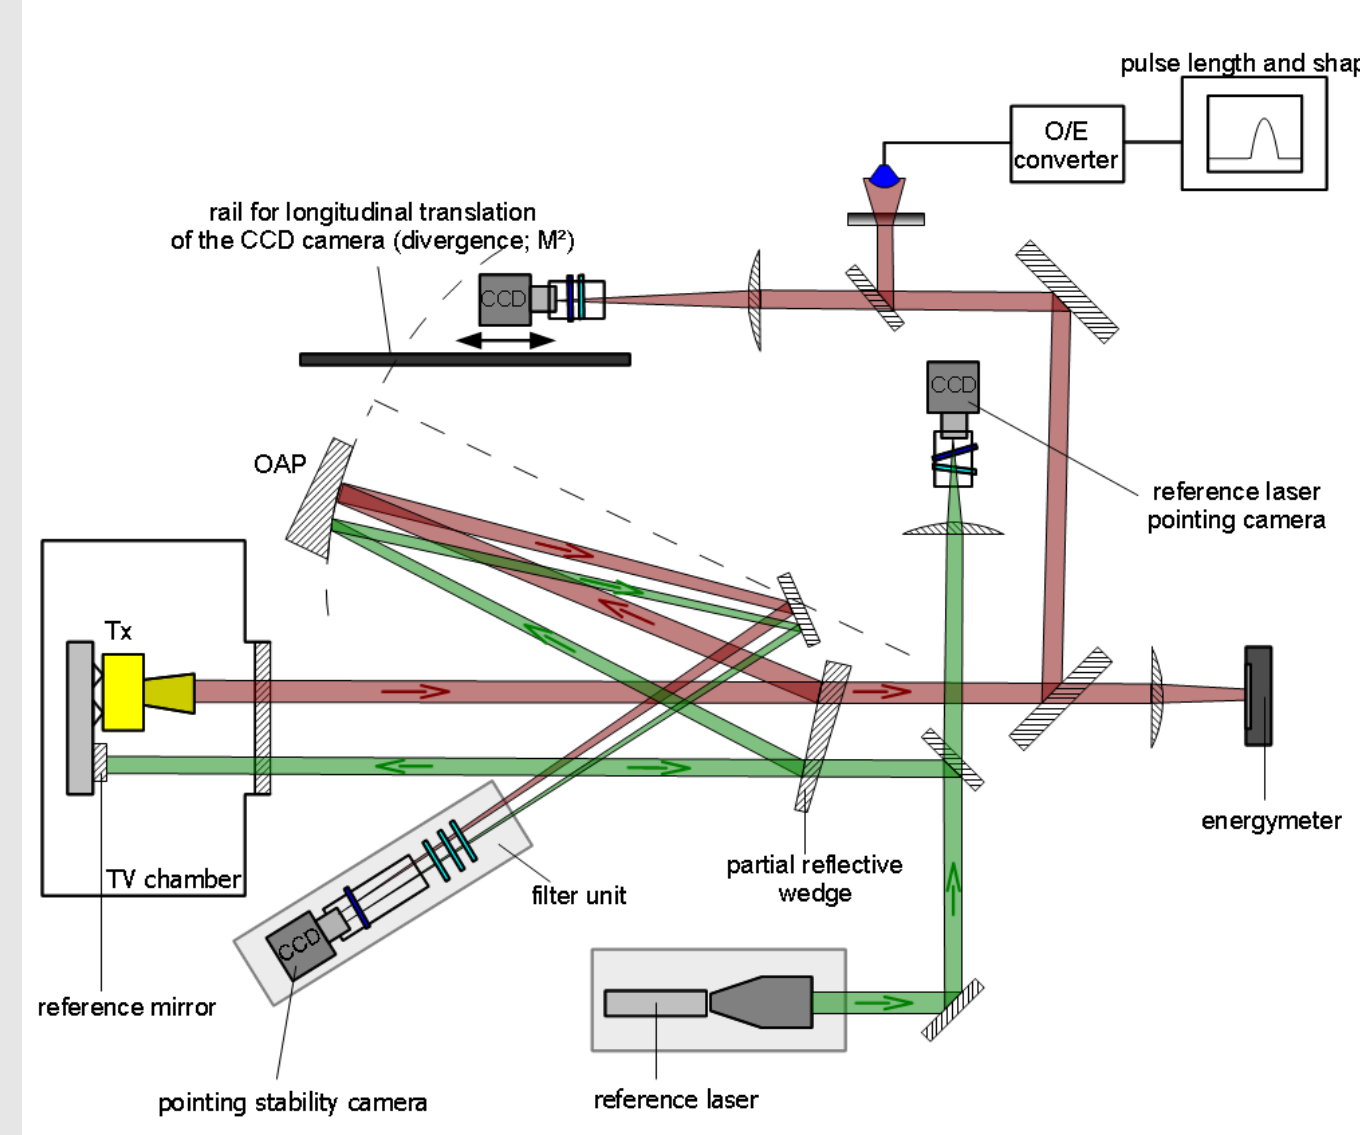 pulse length and shap
O/E
converter
rail for longitudinal translation
of the CCD camera (divergence; M²)
CCD
CCD
OAP
reference laser
pointing camera
Tx
energymeter
partial reflective
wedge
TV chamber
filter unit
CCD
reference mirror
pointing stability camera
reference laser